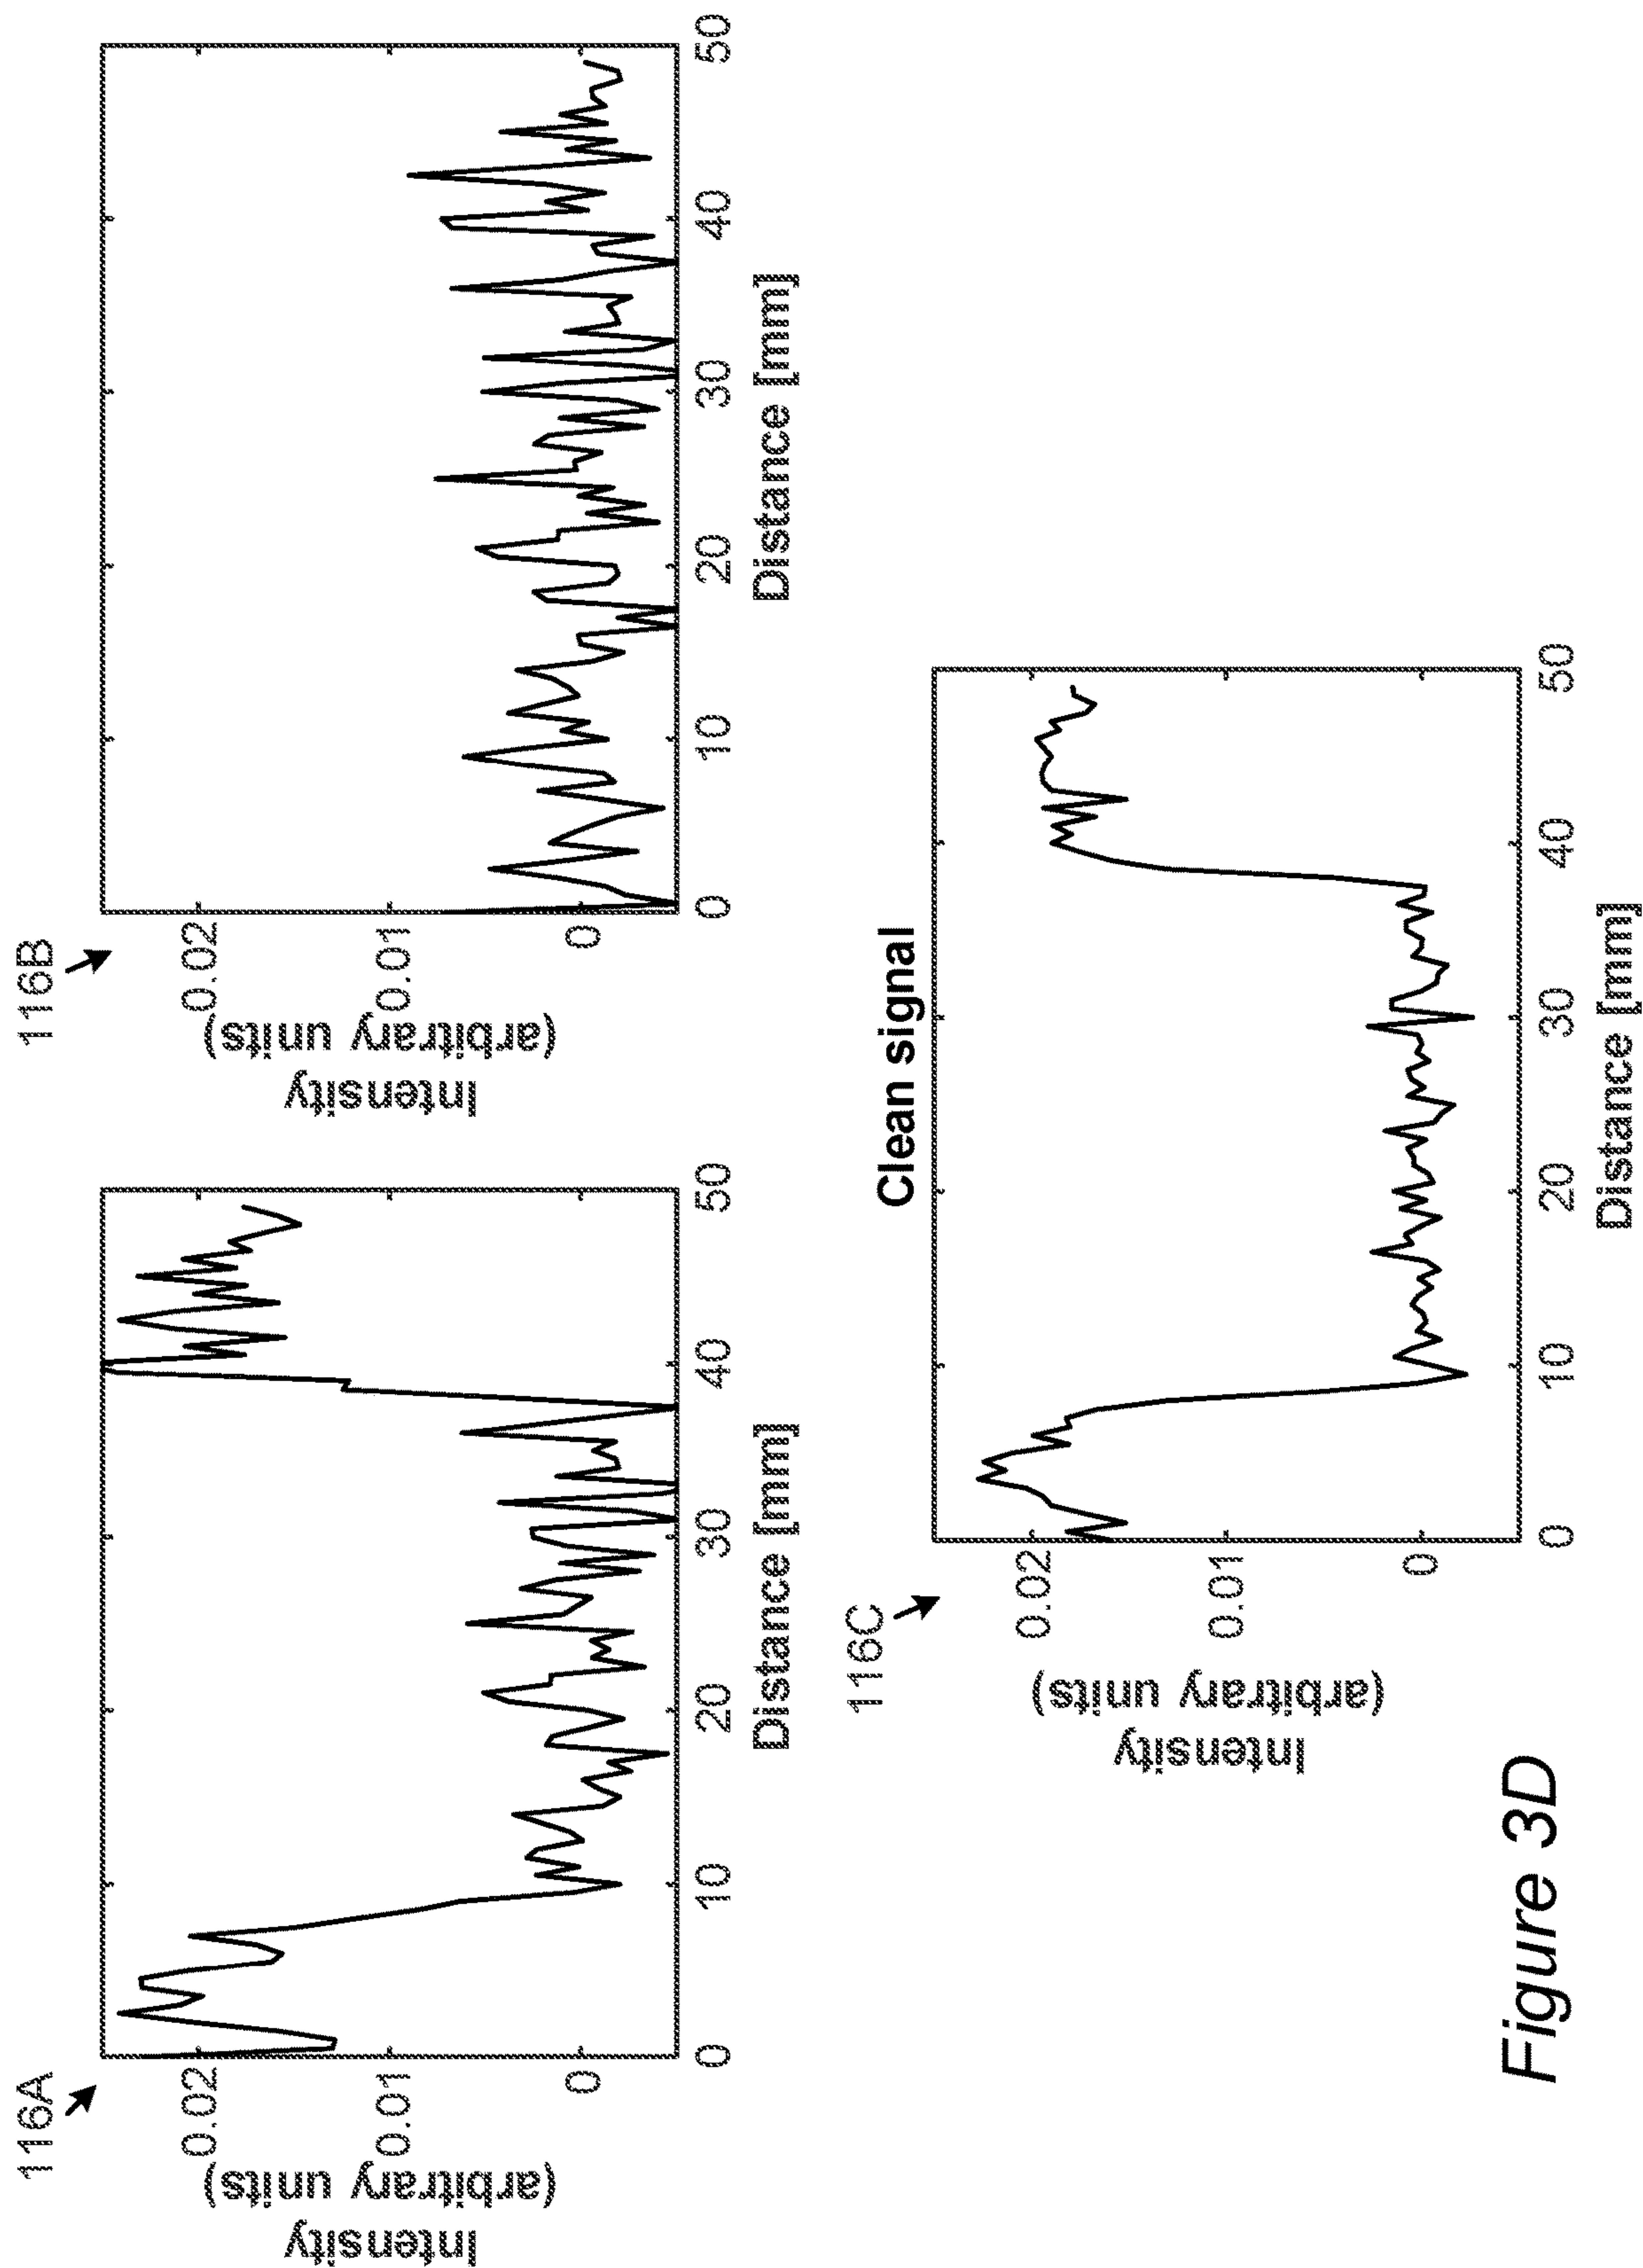 116A
Intensity
(arbitrary units)
0.02
0.01
0
0 10 20 30 40 50
Distance [mm]
116B
Intensity
(arbitrary units)
0.02
0.01
0
0 10 20 30 40 50
Distance [mm]
116C
Clean signal
Intensity
(arbitrary units)
0.02
0.01
0
0 10 20 30 40 50
Distance [mm]
Figure 3D